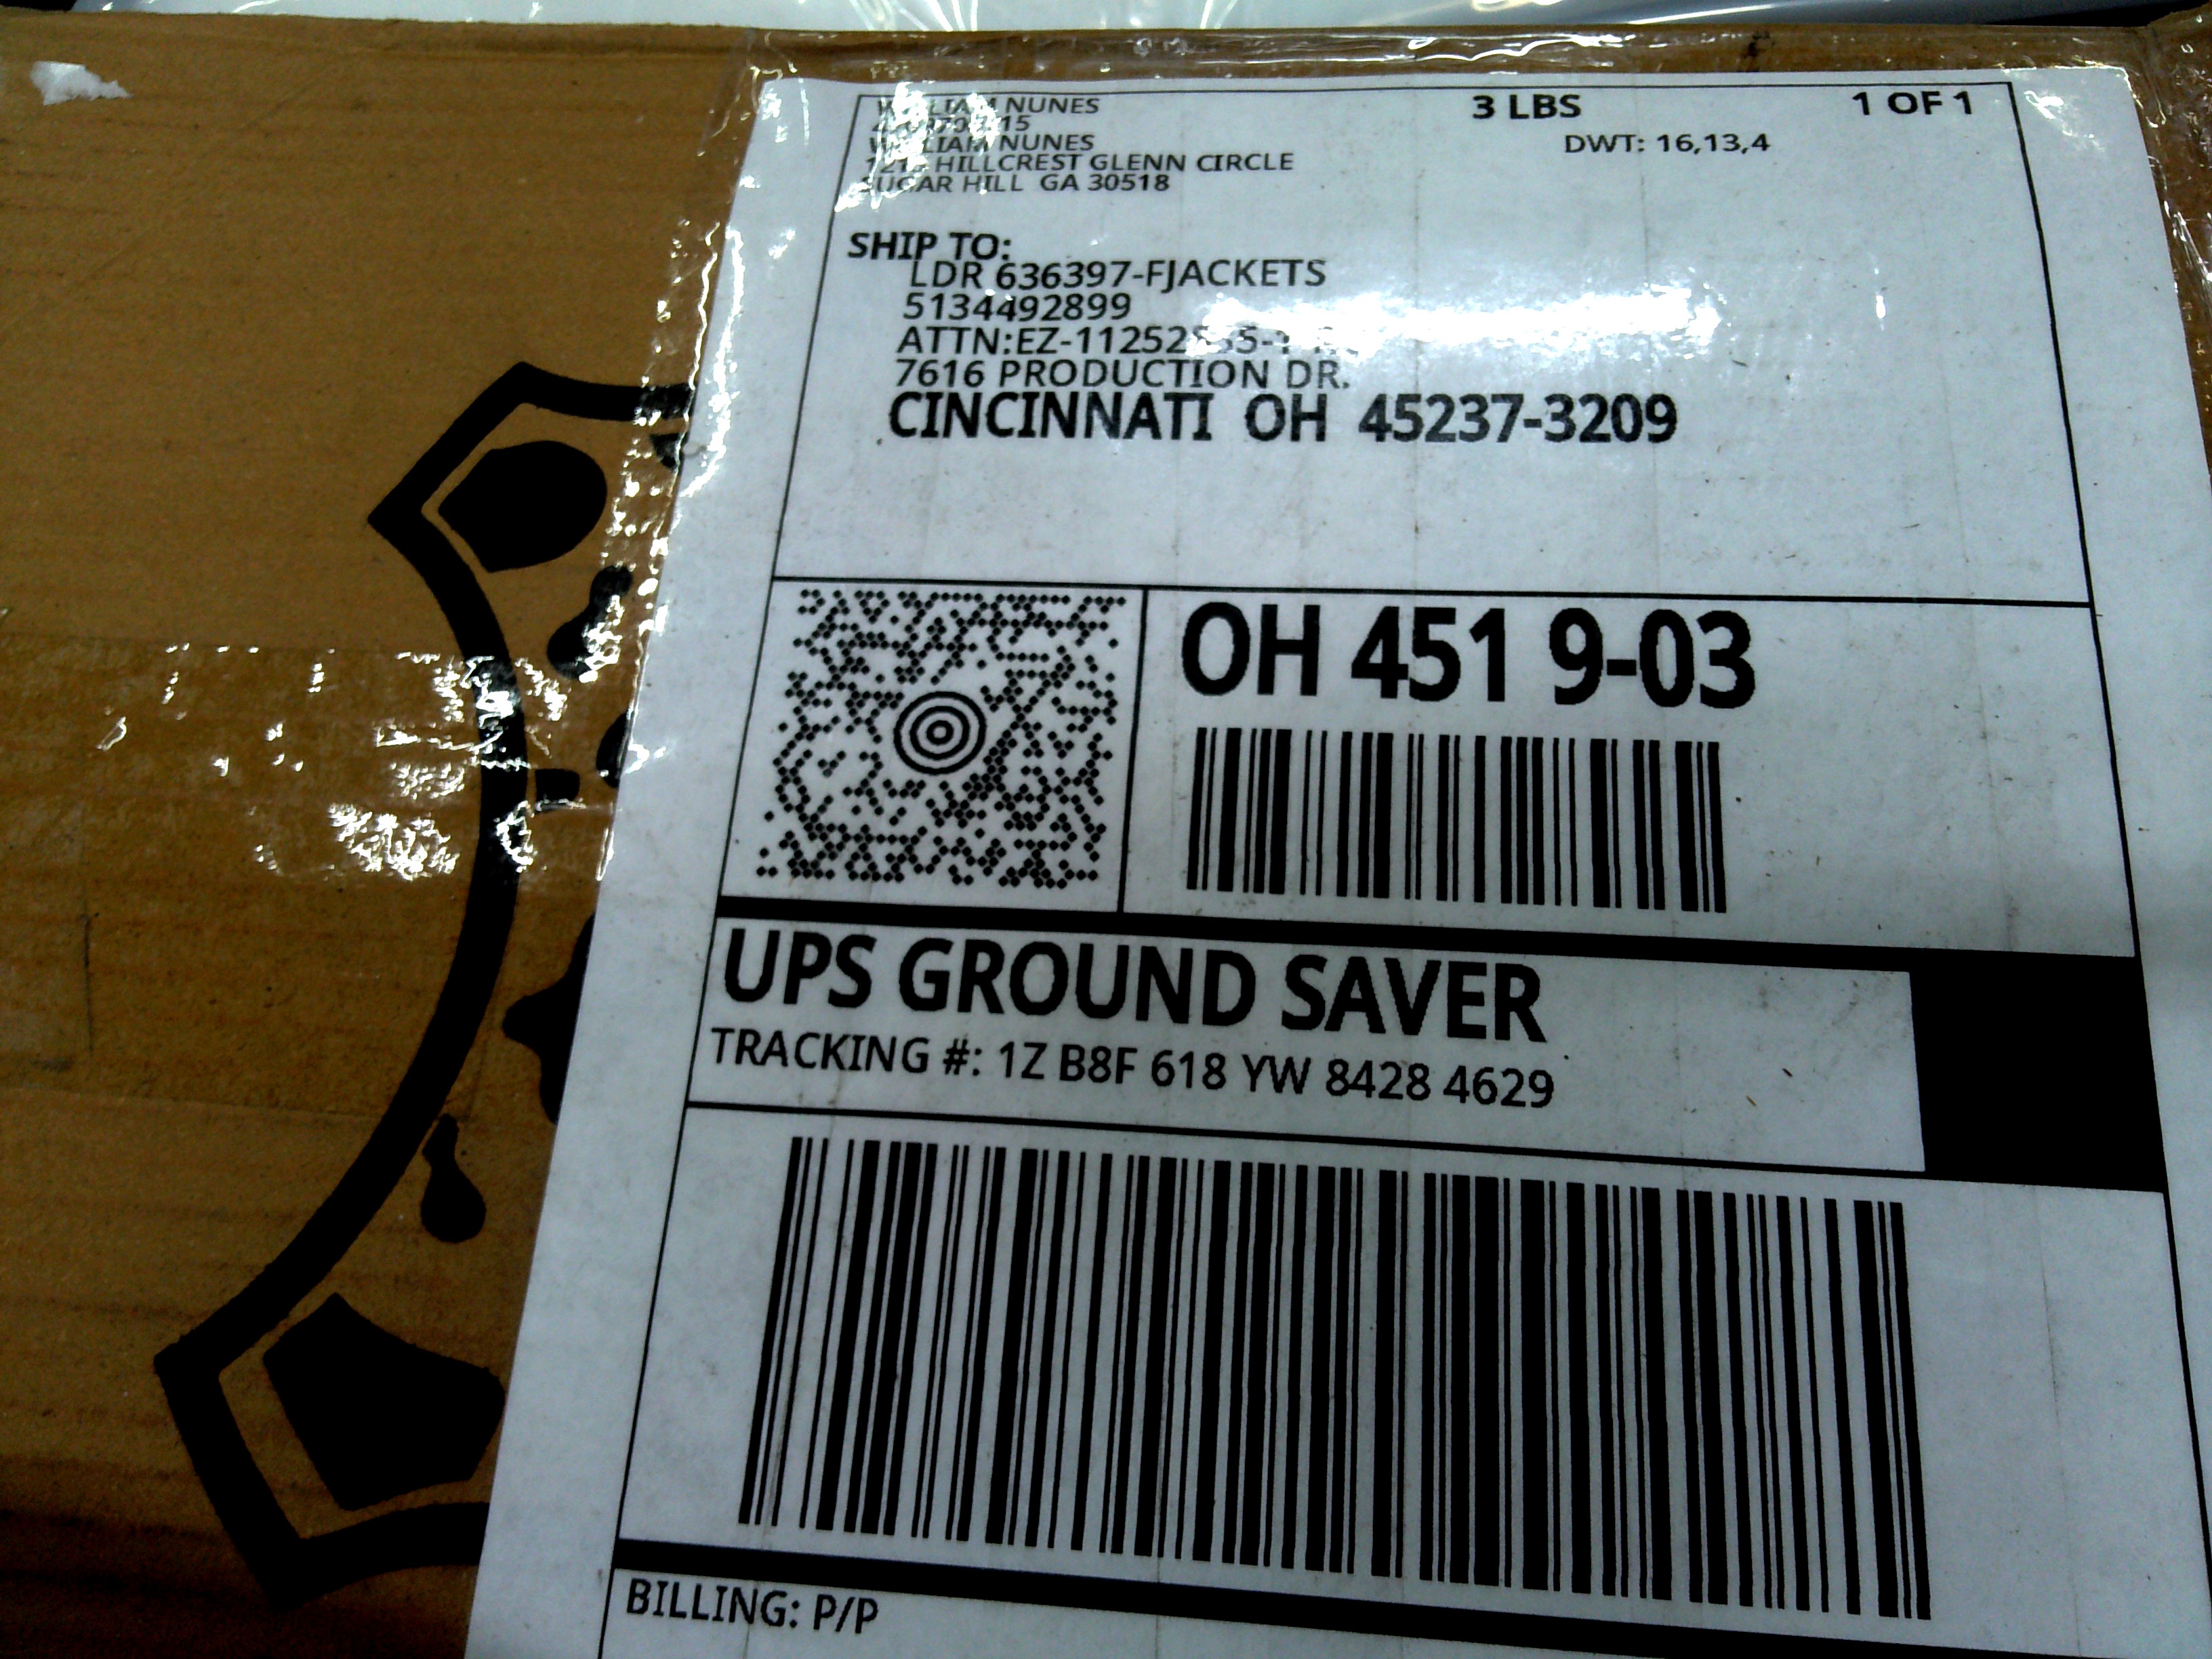 WILLIAM NUNES
WILLIAM NUNES
HILLCREST GLENN CIRCLE
SUGAR HILL GA 30518
3 LBS
1 OF 1
DWT: 16,13,4
SHIP TO:
LDR 636397-FJACKETS
5134492899
7616 PRODUCTION DR.
CINCINNATI OH 45237-3209
OH 451 9-03
UPS GROUND SAVER
TRACKING #: 1Z B8F 618 YW 8428 4629
BILLING: P/P